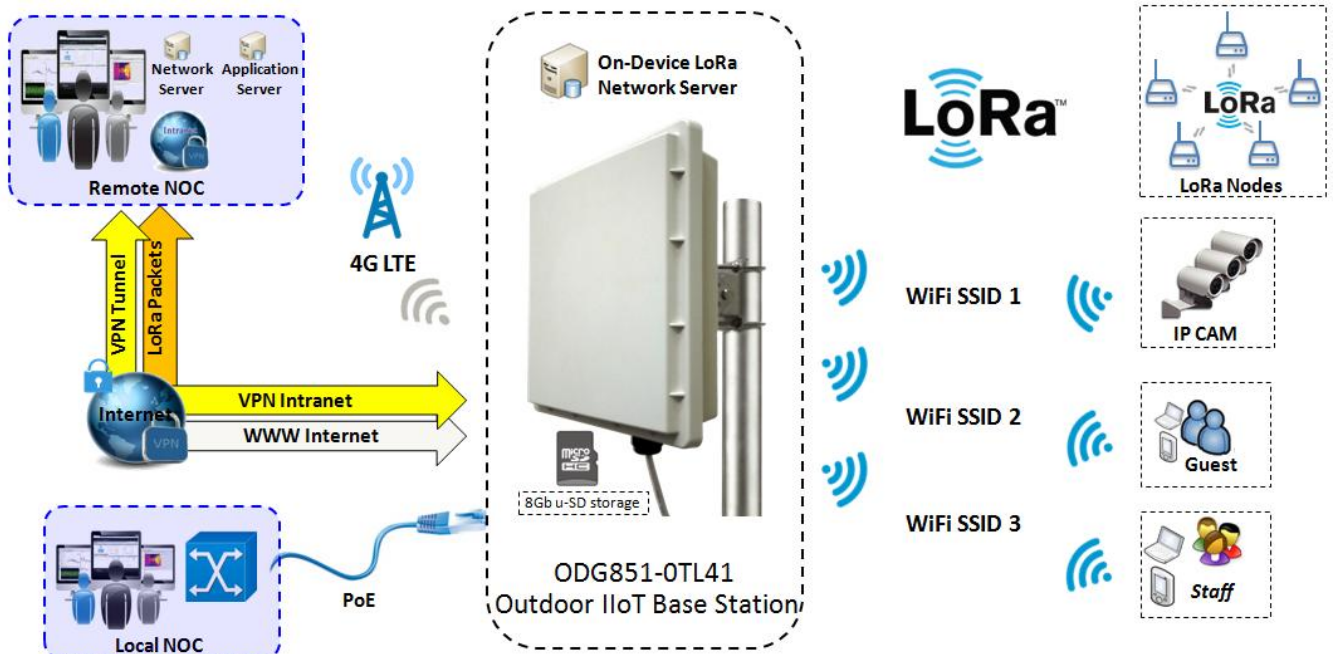 Network
Server
Application
Server
Intranet
VPN
Remote NOC
VPN Tunnel
LoRa Packets
4G LTE
Internet
VPN
VPN Intranet
WWW Internet
Local NOC
PoE
On-Device LoRa
Network Server
micro
SD
HC
8Gb u-SD storage
ODG851-0TL41
Outdoor IIoT Base Station
LoRa™
LoRa
LoRa Nodes
WiFi SSID 1
IP CAM
WiFi SSID 2
Guest
WiFi SSID 3
Staff